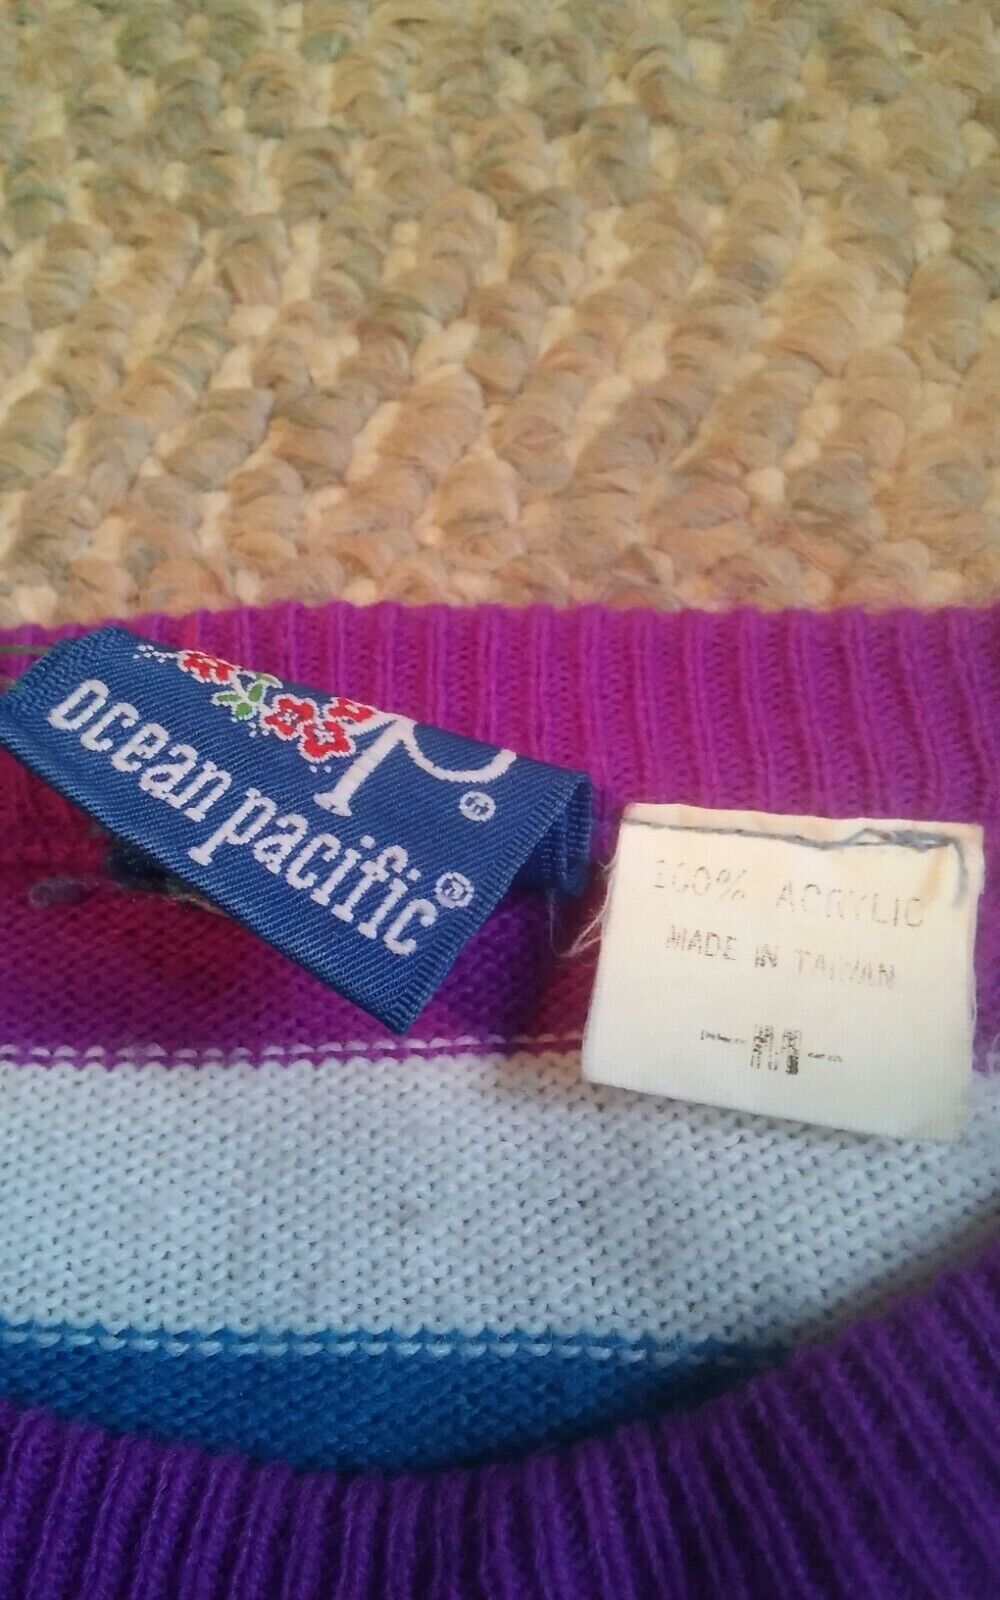 ocean pacific®
100% ACRYLIC
MADE IN TAIWAN
-M-